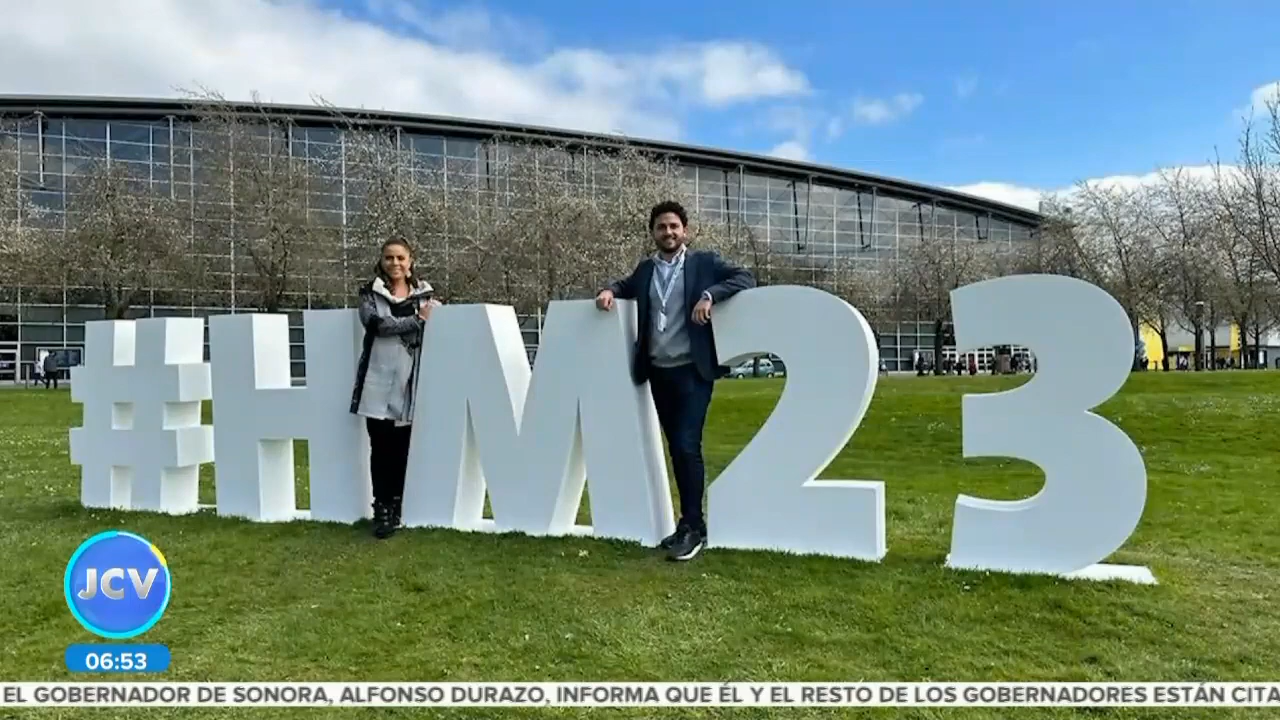 #HM23
JCV
06:53
EL GOBERNADOR DE SONORA, ALFONSO DURAZO, INFORMA QUE ÉL Y EL RESTO DE LOS GOBERNADORES ESTÁN CITA